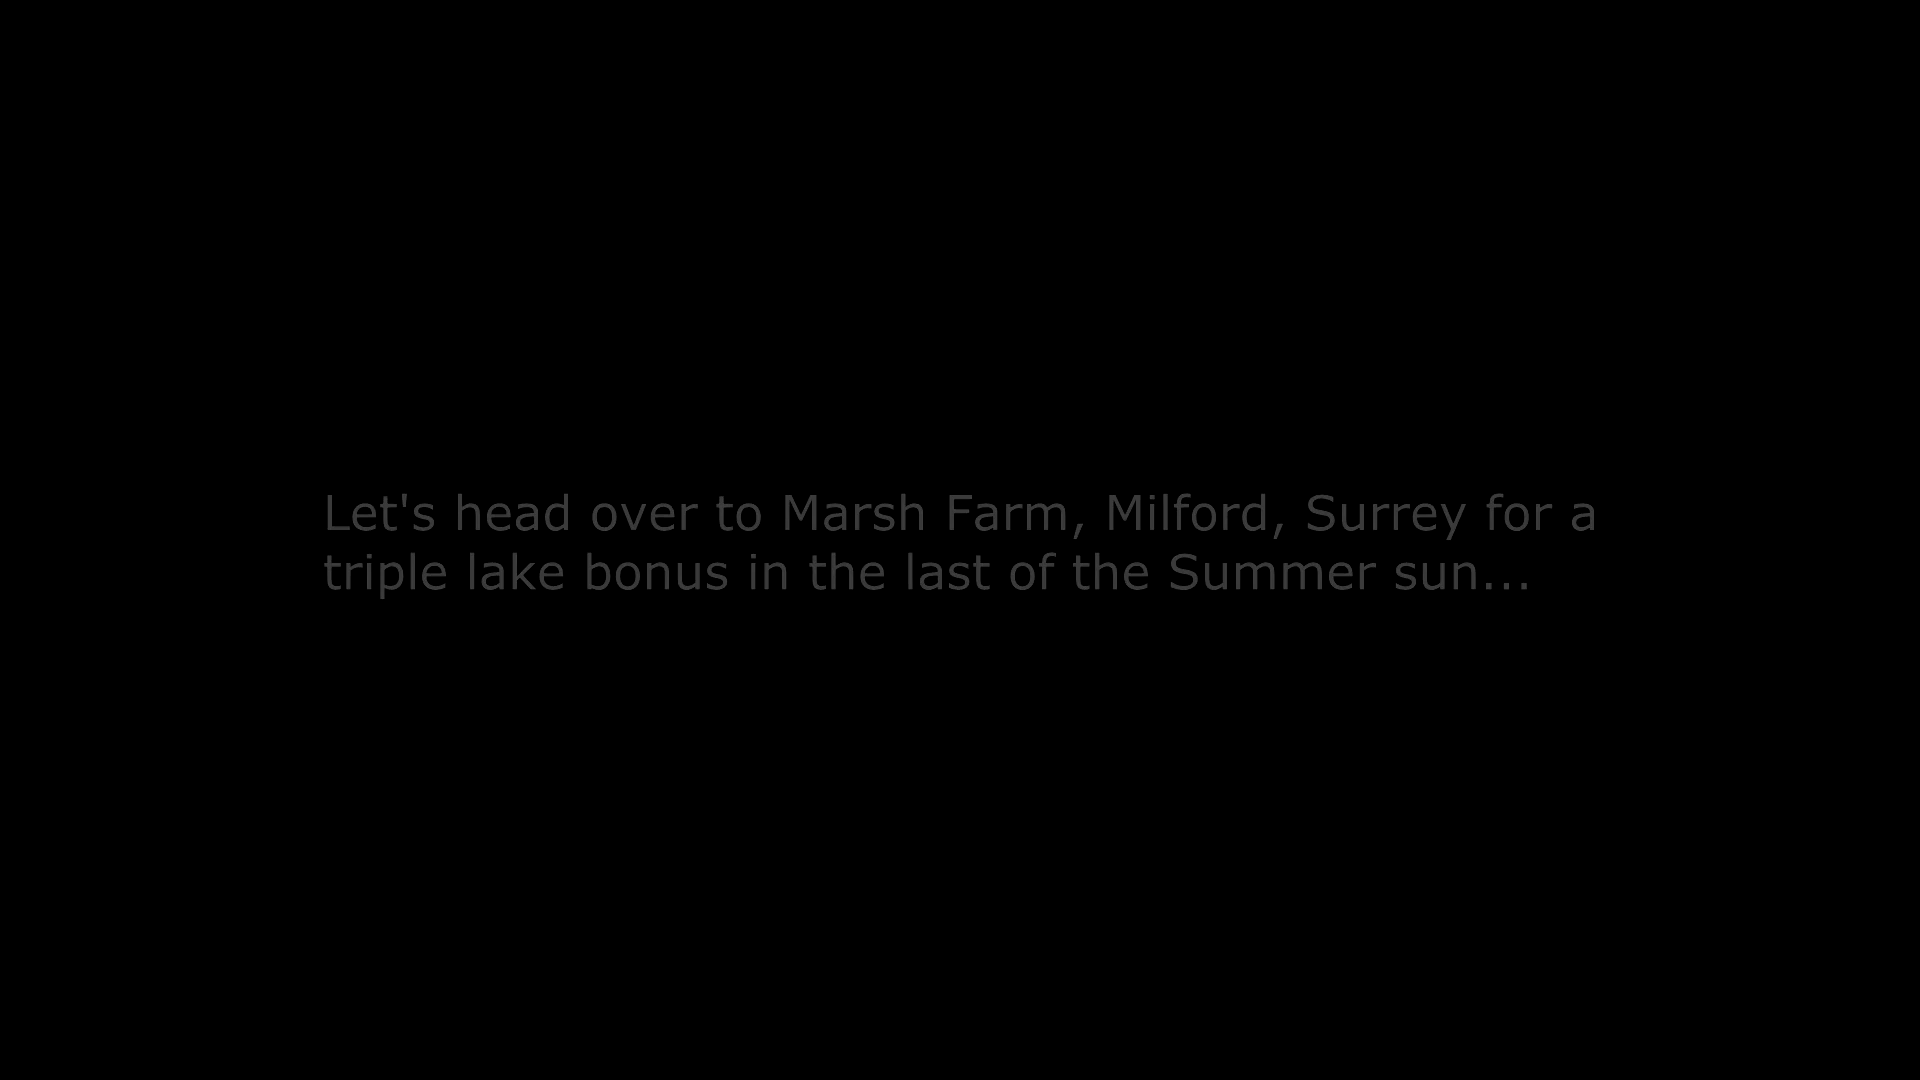 Let's head over to Marsh Farm, Milford, Surrey for a
triple lake bonus in the last of the Summer sun...